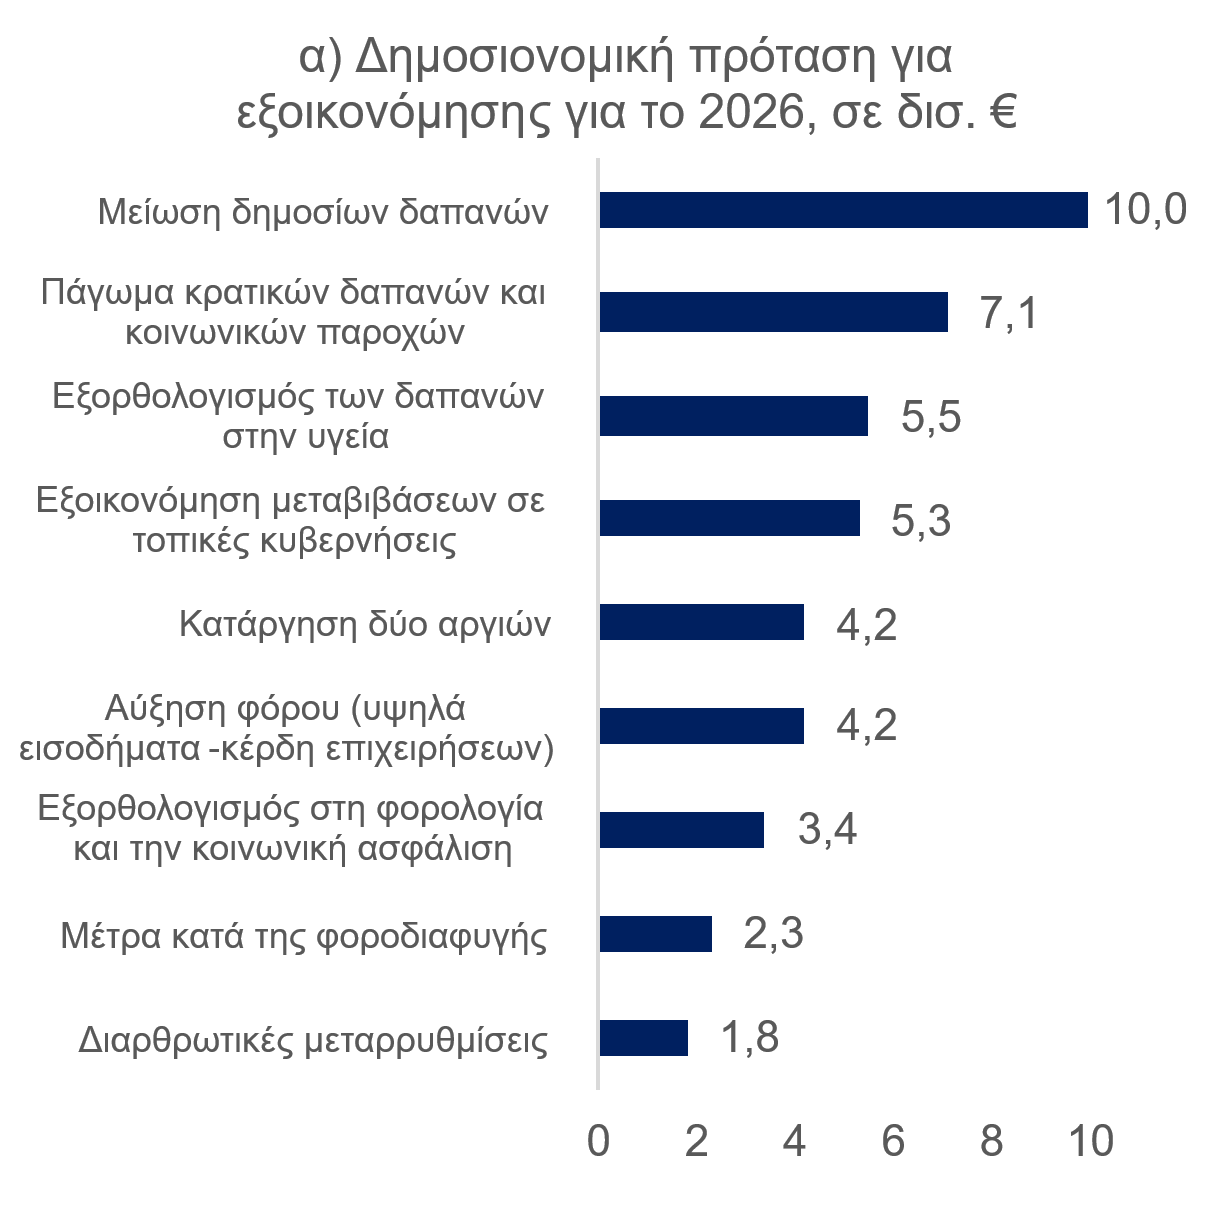 α) Δημοσιονομική πρόταση για
εξοικονόμησης για το 2026, σε δισ. €
Μείωση δημοσίων δαπανών
10,0
Πάγωμα κρατικών δαπανών και
κοινωνικών παροχών
7,1
Εξορθολογισμός των δαπανών
στην υγεία
5,5
Εξοικονόμηση μεταβιβάσεων σε
τοπικές κυβερνήσεις
5,3
Κατάργηση δύο αργιών
4,2
Αύξηση φόρου (υψηλά
εισοδήματα -κέρδη επιχειρήσεων)
4,2
Εξορθολογισμός στη φορολογία
και την κοινωνική ασφάλιση
3,4
Μέτρα κατά της φοροδιαφυγής
2,3
Διαρθρωτικές μεταρρυθμίσεις
1,8
0 2 4 6 8 10